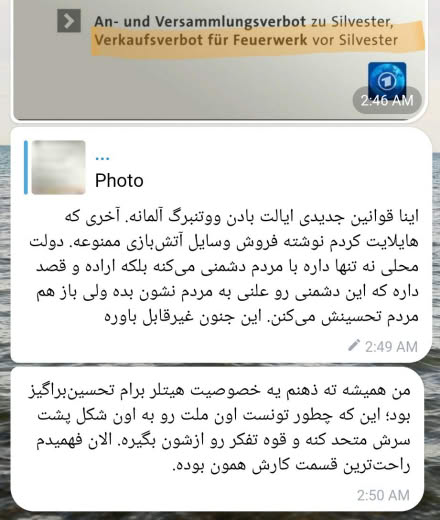 An- und Versammlungsverbot zu Silvester,
Verkaufsverbot für Feuerwerk vor Silvester
2:46 AM
...
Photo
اینا قوانین جدیدی ایالت بادن ووتنبرگ آلمانه. آخری که
هایلایت کردم نوشته فروش وسایل آتش‌بازی ممنوعه. دولت
محلی نه تنها داره با مردم دشمنی می‌کنه بلکه اراده و قصد
داره که این دشمنی رو علنی به مردم نشون بده ولی باز هم
مردم تحسینش می‌کنن. این جنون غیرقابل باوره
2:49 AM
من همیشه ته ذهنم یه خصوصیت هیتلر برام تحسین‌براگیز
بود؛ این که چطور تونست اون ملت رو به اون شکل پشت
سرش متحد کنه و قوه تفکر رو ازشون بگیره. الان فهمیدم
راحت‌ترین قسمت کارش همون بوده.
2:50 AM